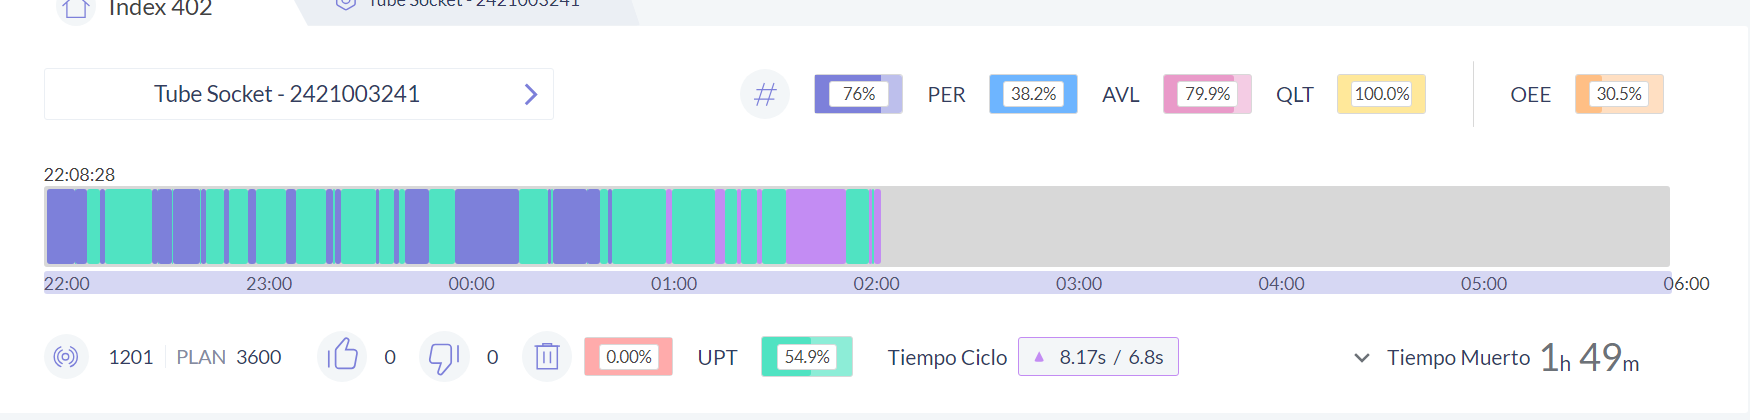 Index 402
Tube Socket - 2421003241
Tube Socket - 2421003241
# 76% PER 38.2% AVL 79.9% QLT 100.0% OEE 30.5%
22:08:28
22:00 23:00 00:00 01:00 02:00 03:00 04:00 05:00 06:00
1201 PLAN 3600 0 0 0.00% UPT 54.9% Tiempo Ciclo 8.17s / 6.8s Tiempo Muerto 1h 49m